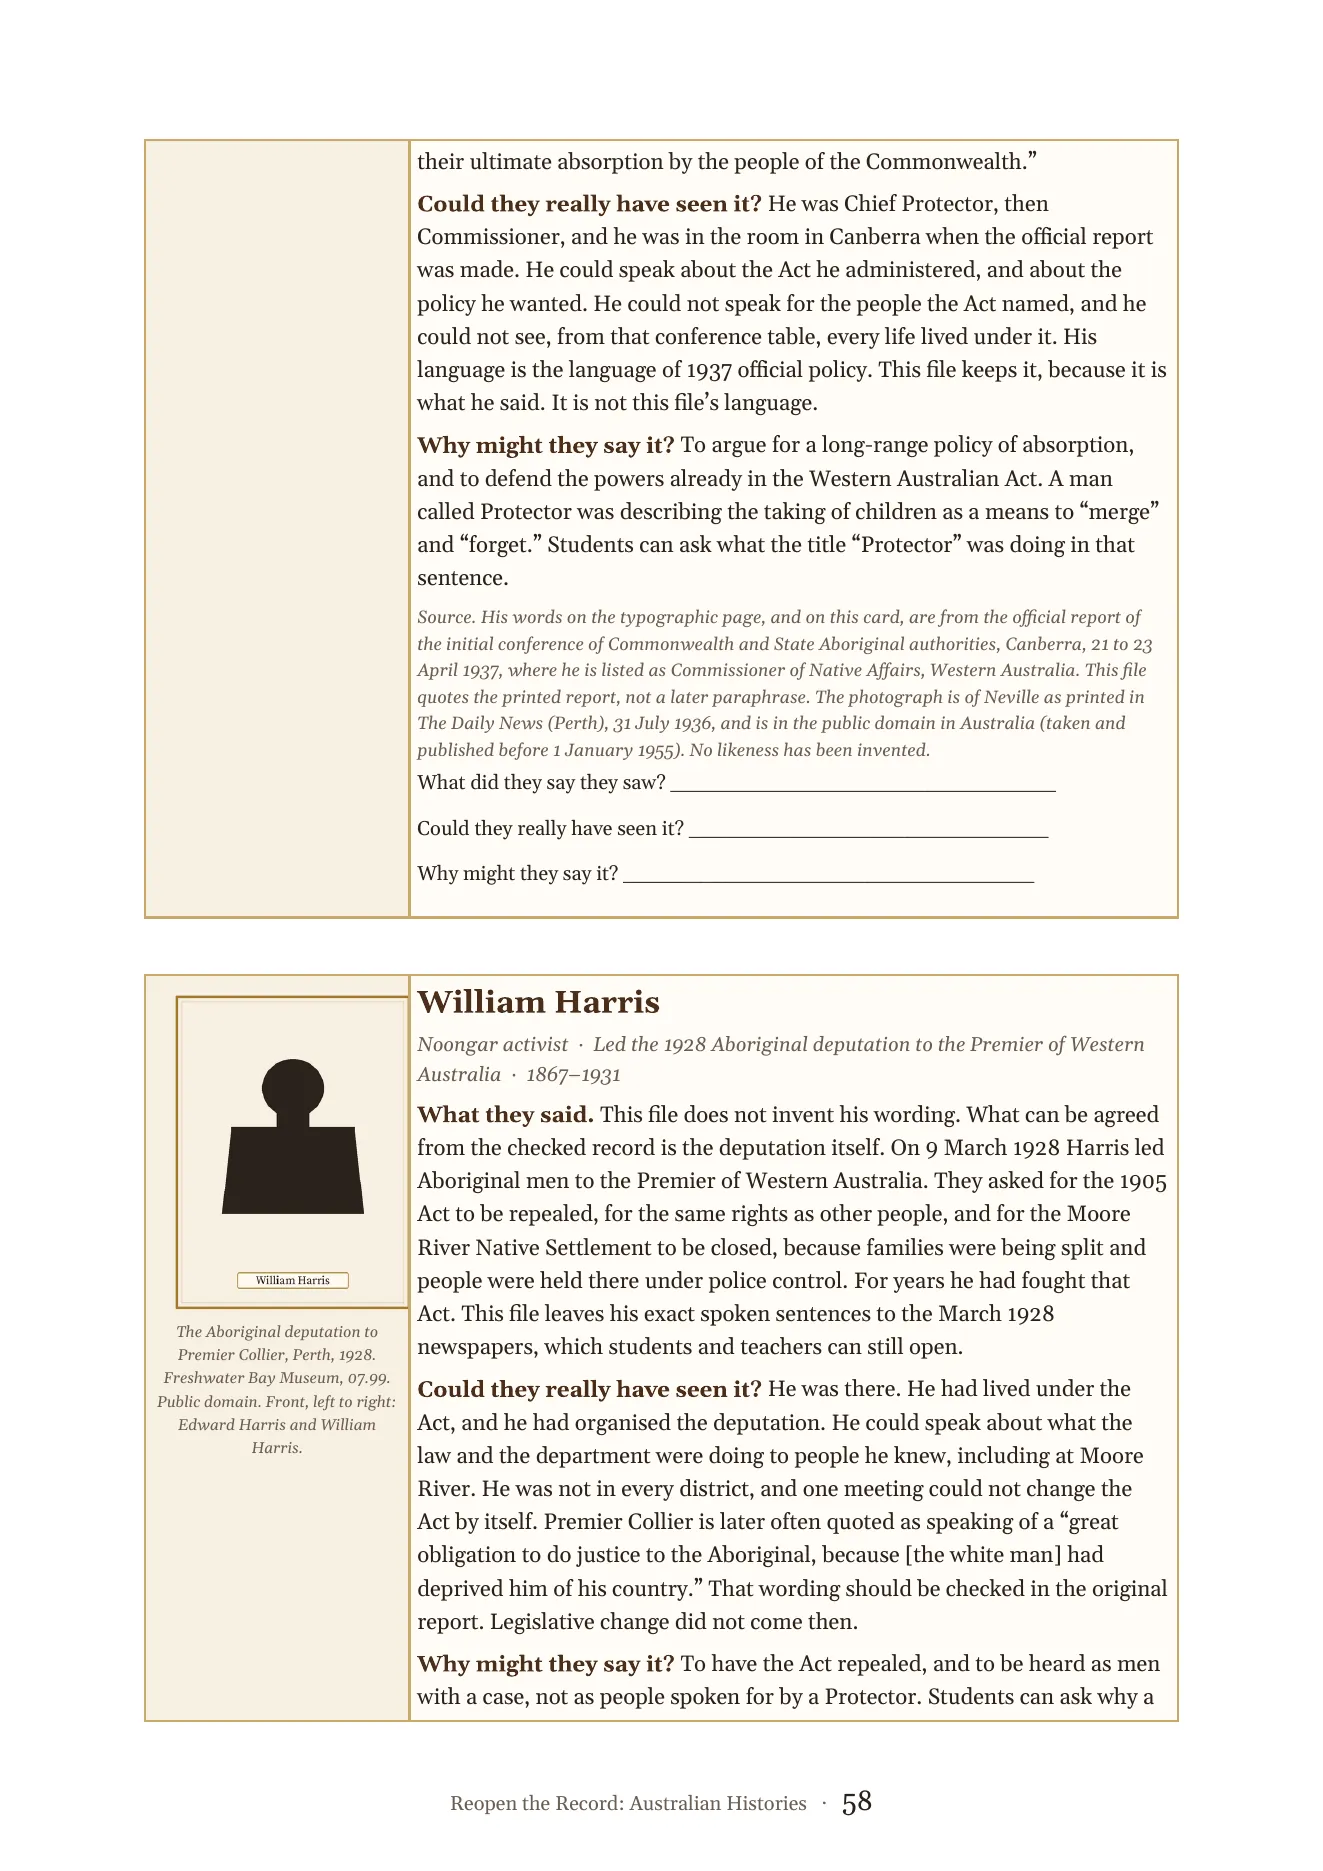 their ultimate absorption by the people of the Commonwealth.”
Could they really have seen it? He was Chief Protector, then
Commissioner, and he was in the room in Canberra when the official report
was made. He could speak about the Act he administered, and about the
policy he wanted. He could not speak for the people the Act named, and he
could not see, from that conference table, every life lived under it. His
language is the language of 1937 official policy. This file keeps it, because it is
what he said. It is not this file’s language.
Why might they say it? To argue for a long-range policy of absorption,
and to defend the powers already in the Western Australian Act. A man
called Protector was describing the taking of children as a means to “merge”
and “forget.” Students can ask what the title “Protector” was doing in that
sentence.
Source. His words on the typographic page, and on this card, are from the official report of
the initial conference of Commonwealth and State Aboriginal authorities, Canberra, 21 to 23
April 1937, where he is listed as Commissioner of Native Affairs, Western Australia. This file
quotes the printed report, not a later paraphrase. The photograph is of Neville as printed in
The Daily News (Perth), 31 July 1936, and is in the public domain in Australia (taken and
published before 1 January 1955). No likeness has been invented.
What did they say they saw? ___________________________________
Could they really have seen it? ________________________________
Why might they say it? _____________________________________
William Harris
The Aboriginal deputation to
Premier Collier, Perth, 1928.
Freshwater Bay Museum, 07.99.
Public domain. Front, left to right:
Edward Harris and William
Harris.
William Harris
Noongar activist · Led the 1928 Aboriginal deputation to the Premier of Western
Australia · 1867–1931
What they said. This file does not invent his wording. What can be agreed
from the checked record is the deputation itself. On 9 March 1928 Harris led
Aboriginal men to the Premier of Western Australia. They asked for the 1905
Act to be repealed, for the same rights as other people, and for the Moore
River Native Settlement to be closed, because families were being split and
people were held there under police control. For years he had fought that
Act. This file leaves his exact spoken sentences to the March 1928
newspapers, which students and teachers can still open.
Could they really have seen it? He was there. He had lived under the
Act, and he had organised the deputation. He could speak about what the
law and the department were doing to people he knew, including at Moore
River. He was not in every district, and one meeting could not change the
Act by itself. Premier Collier is later often quoted as speaking of a “great
obligation to do justice to the Aboriginal, because [the white man] had
deprived him of his country.” That wording should be checked in the original
report. Legislative change did not come then.
Why might they say it? To have the Act repealed, and to be heard as men
with a case, not as people spoken for by a Protector. Students can ask why a
Reopen the Record: Australian Histories · 58